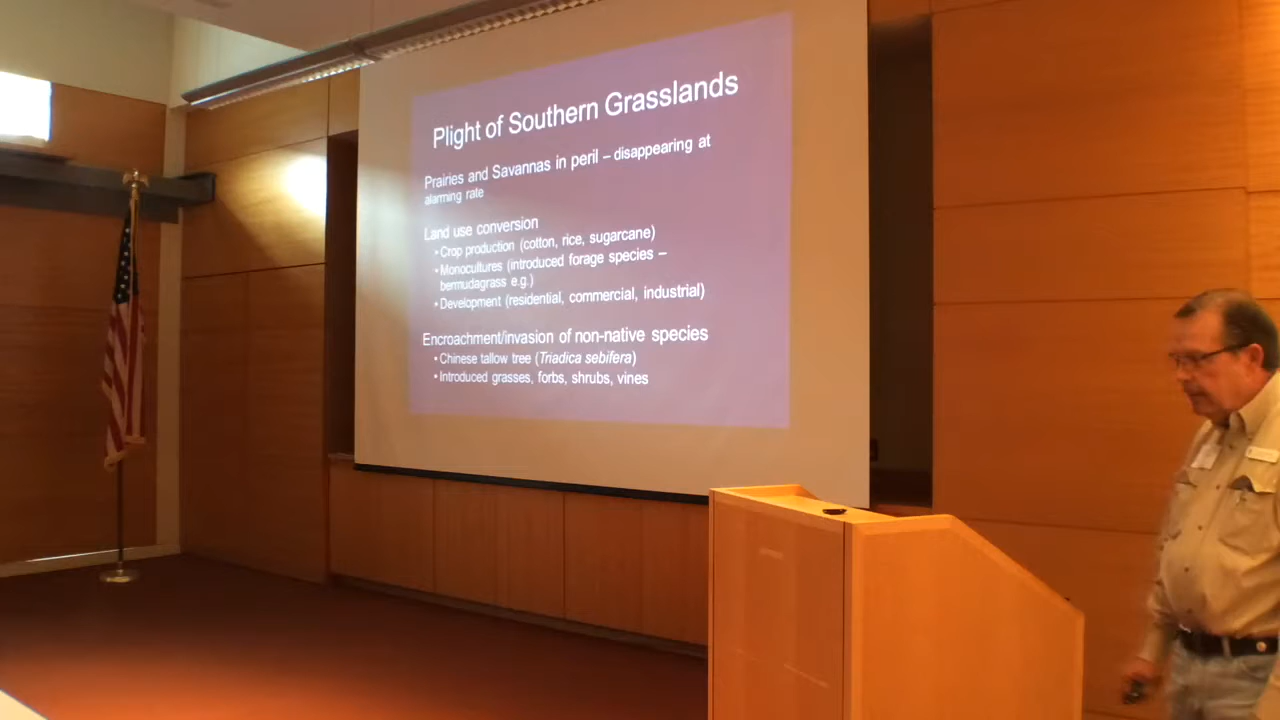 Plight of Southern Grasslands
Prairies and Savannas in peril – disappearing at
alarming rate
Land use conversion
• Crop production (cotton, rice, sugarcane)
• Monocultures (introduced forage species –
bermudagrass e.g.)
• Development (residential, commercial, industrial)
Encroachment/invasion of non-native species
• Chinese tallow tree (Triadica sebifera)
• Introduced grasses, forbs, shrubs, vines